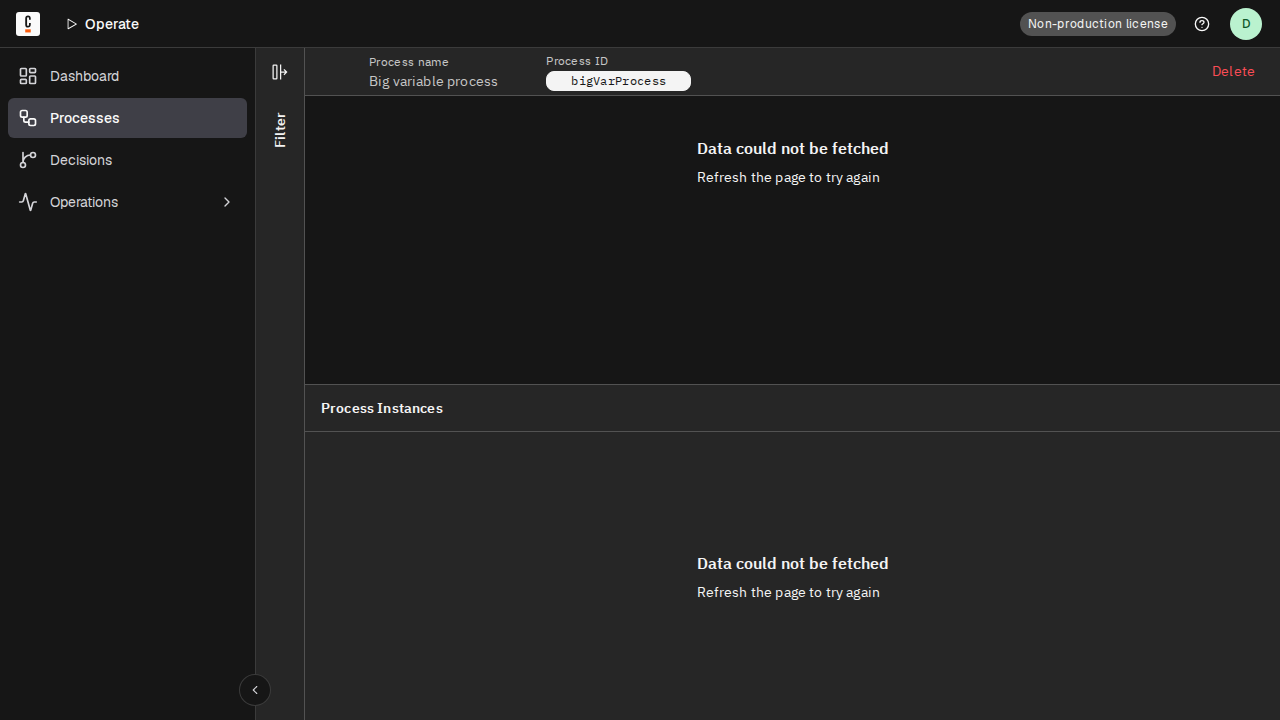 Operate
Non-production license
D
Dashboard
Processes
Decisions
Operations
Filter
Process name
Big variable process
Process ID
bigVarProcess
Delete
Data could not be fetched
Refresh the page to try again
Process Instances
Data could not be fetched
Refresh the page to try again